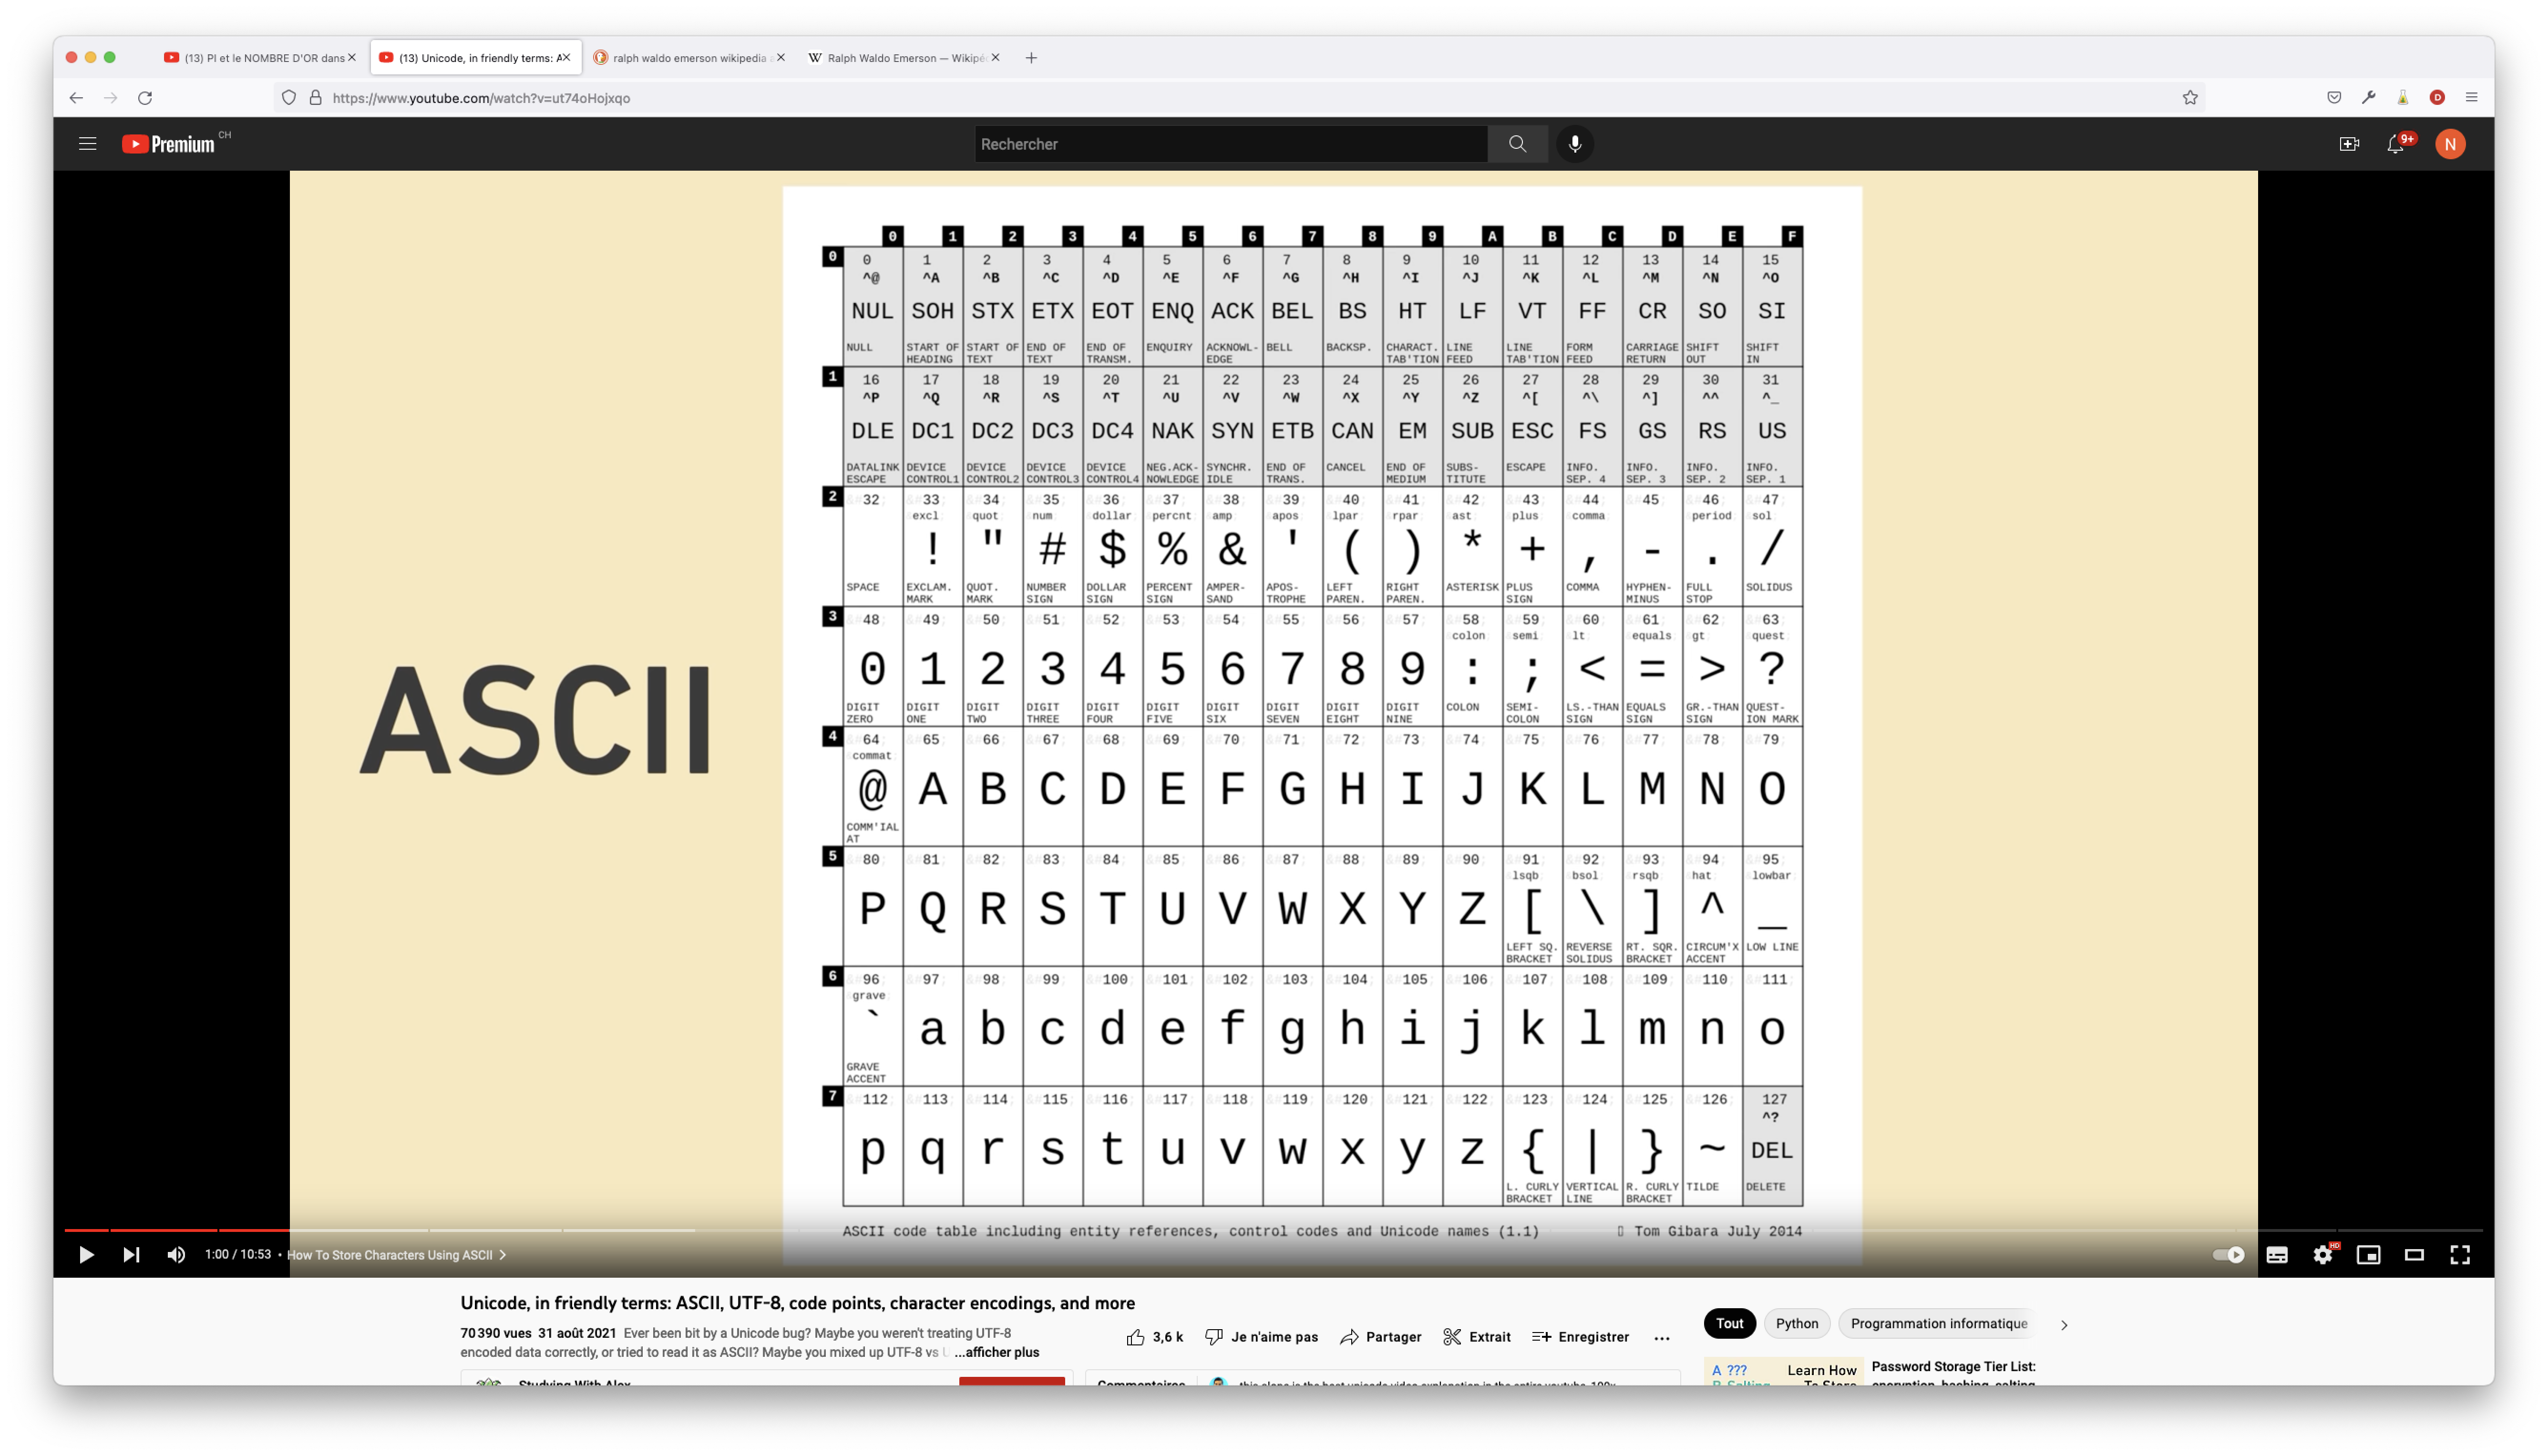 (13) PI et le NOMBRE D'OR dans
(13) Unicode, in friendly terms: A
ralph waldo emerson wikipedia
Ralph Waldo Emerson — Wikipé
https://www.youtube.com/watch?v=ut74oHojxqo
D
Premium CH
Rechercher
9+
N
ASCII
0 1 2 3 4 5 6 7 8 9 A B C D E F
0 0 1 2 3 4 5 6 7 8 9 10 11 12 13 14 15
^@ ^A ^B ^C ^D ^E ^F ^G ^H ^I ^J ^K ^L ^M ^N ^O
NUL SOH STX ETX EOT ENQ ACK BEL BS HT LF VT FF CR SO SI
NULL START OF START OF END OF END OF ENQUIRY ACKNOWL- BELL BACKSP. CHARACT. LINE LINE FORM CARRIAGE SHIFT SHIFT
HEADING TEXT TEXT TRANSM. EDGE TAB'TION FEED TAB'TION FEED RETURN OUT IN
1 16 17 18 19 20 21 22 23 24 25 26 27 28 29 30 31
^P ^Q ^R ^S ^T ^U ^V ^W ^X ^Y ^Z ^[ ^\ ^] ^^ ^_
DLE DC1 DC2 DC3 DC4 NAK SYN ETB CAN EM SUB ESC FS GS RS US
DATALINK DEVICE DEVICE DEVICE DEVICE NEG.ACK- SYNCHR. END OF CANCEL END OF SUBS- ESCAPE INFO. INFO. INFO. INFO.
ESCAPE CONTROL1 CONTROL2 CONTROL3 CONTROL4 NOWLEDGE IDLE TRANS. MEDIUM TITUTE SEP. 4 SEP. 3 SEP. 2 SEP. 1
2 &#32; &#33; &#34; &#35; &#36; &#37; &#38; &#39; &#40; &#41; &#42; &#43; &#44; &#45; &#46; &#47;
&excl; &quot; &num; &dollar; &percnt; &amp; &apos; &lpar; &rpar; &ast; &plus; &comma; &period; &sol;
! " # $ % & ' ( ) * + , - . /
SPACE EXCLAM. QUOT. NUMBER DOLLAR PERCENT AMPER- APOS- LEFT RIGHT ASTERISK PLUS COMMA HYPHEN- FULL SOLIDUS
MARK MARK SIGN SIGN SIGN SAND TROPHE PAREN. PAREN. SIGN MINUS STOP
3 &#48; &#49; &#50; &#51; &#52; &#53; &#54; &#55; &#56; &#57; &#58; &#59; &#60; &#61; &#62; &#63;
&colon; &semi; &lt; &equals; &gt; &quest;
0 1 2 3 4 5 6 7 8 9 : ; < = > ?
DIGIT DIGIT DIGIT DIGIT DIGIT DIGIT DIGIT DIGIT DIGIT DIGIT COLON SEMI- LS.-THAN EQUALS GR.-THAN QUEST-
ZERO ONE TWO THREE FOUR FIVE SIX SEVEN EIGHT NINE COLON SIGN SIGN SIGN ION MARK
4 &#64; &#65; &#66; &#67; &#68; &#69; &#70; &#71; &#72; &#73; &#74; &#75; &#76; &#77; &#78; &#79;
&commat;
@ A B C D E F G H I J K L M N O
COMM'IAL
AT
5 &#80; &#81; &#82; &#83; &#84; &#85; &#86; &#87; &#88; &#89; &#90; &#91; &#92; &#93; &#94; &#95;
&lsqb; &bsol; &rsqb; &hat; &lowbar;
P Q R S T U V W X Y Z [ \ ] ^ _
LEFT SQ. REVERSE RT. SQR. CIRCUM'X LOW LINE
BRACKET SOLIDUS BRACKET ACCENT
6 &#96; &#97; &#98; &#99; &#100; &#101; &#102; &#103; &#104; &#105; &#106; &#107; &#108; &#109; &#110; &#111;
&grave;
` a b c d e f g h i j k l m n o
GRAVE
ACCENT
7 &#112; &#113; &#114; &#115; &#116; &#117; &#118; &#119; &#120; &#121; &#122; &#123; &#124; &#125; &#126; 127
^?
p q r s t u v w x y z { | } ~ DEL
L. CURLY VERTICAL R. CURLY TILDE DELETE
BRACKET LINE BRACKET
ASCII code table including entity references, control codes and Unicode names (1.1) Tom Gibara July 2014
1:00 / 10:53 • How To Store Characters Using ASCII
HD
Unicode, in friendly terms: ASCII, UTF-8, code points, character encodings, and more
70 390 vues 31 août 2021 Ever been bit by a Unicode bug? Maybe you weren't treating UTF-8
encoded data correctly, or tried to read it as ASCII? Maybe you mixed up UTF-8 vs U ...afficher plus
3,6 k Je n'aime pas Partager Extrait Enregistrer ...
Tout Python Programmation informatique
A ??? Learn How
Password Storage Tier List:
Studying With Alex
Commentaires